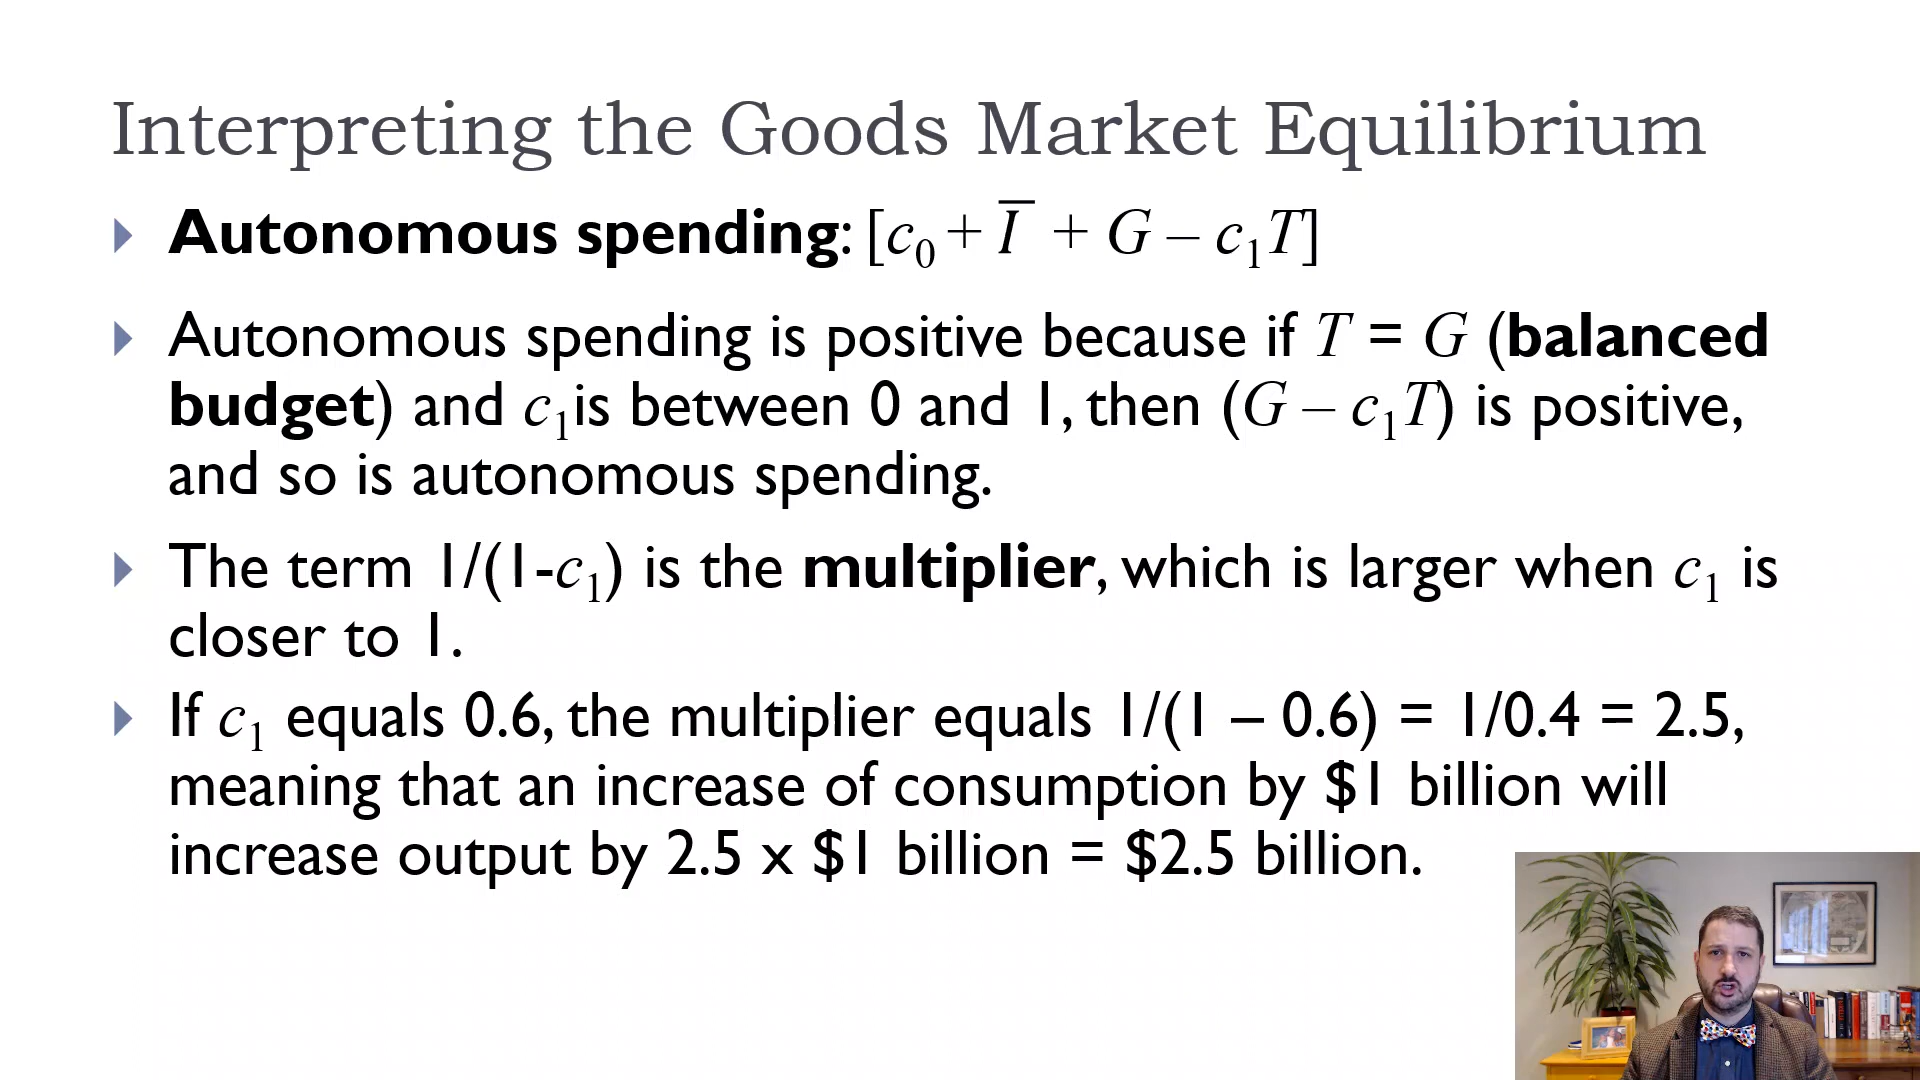 Interpreting the Goods Market Equilibrium
Autonomous spending: [c₀ + I̅ + G – c₁T]
Autonomous spending is positive because if T = G (balanced
budget) and c₁is between 0 and 1, then (G – c₁T) is positive,
and so is autonomous spending.
The term 1/(1-c₁) is the multiplier, which is larger when c₁ is
closer to 1.
If c₁ equals 0.6, the multiplier equals 1/(1 – 0.6) = 1/0.4 = 2.5,
meaning that an increase of consumption by $1 billion will
increase output by 2.5 x $1 billion = $2.5 billion.